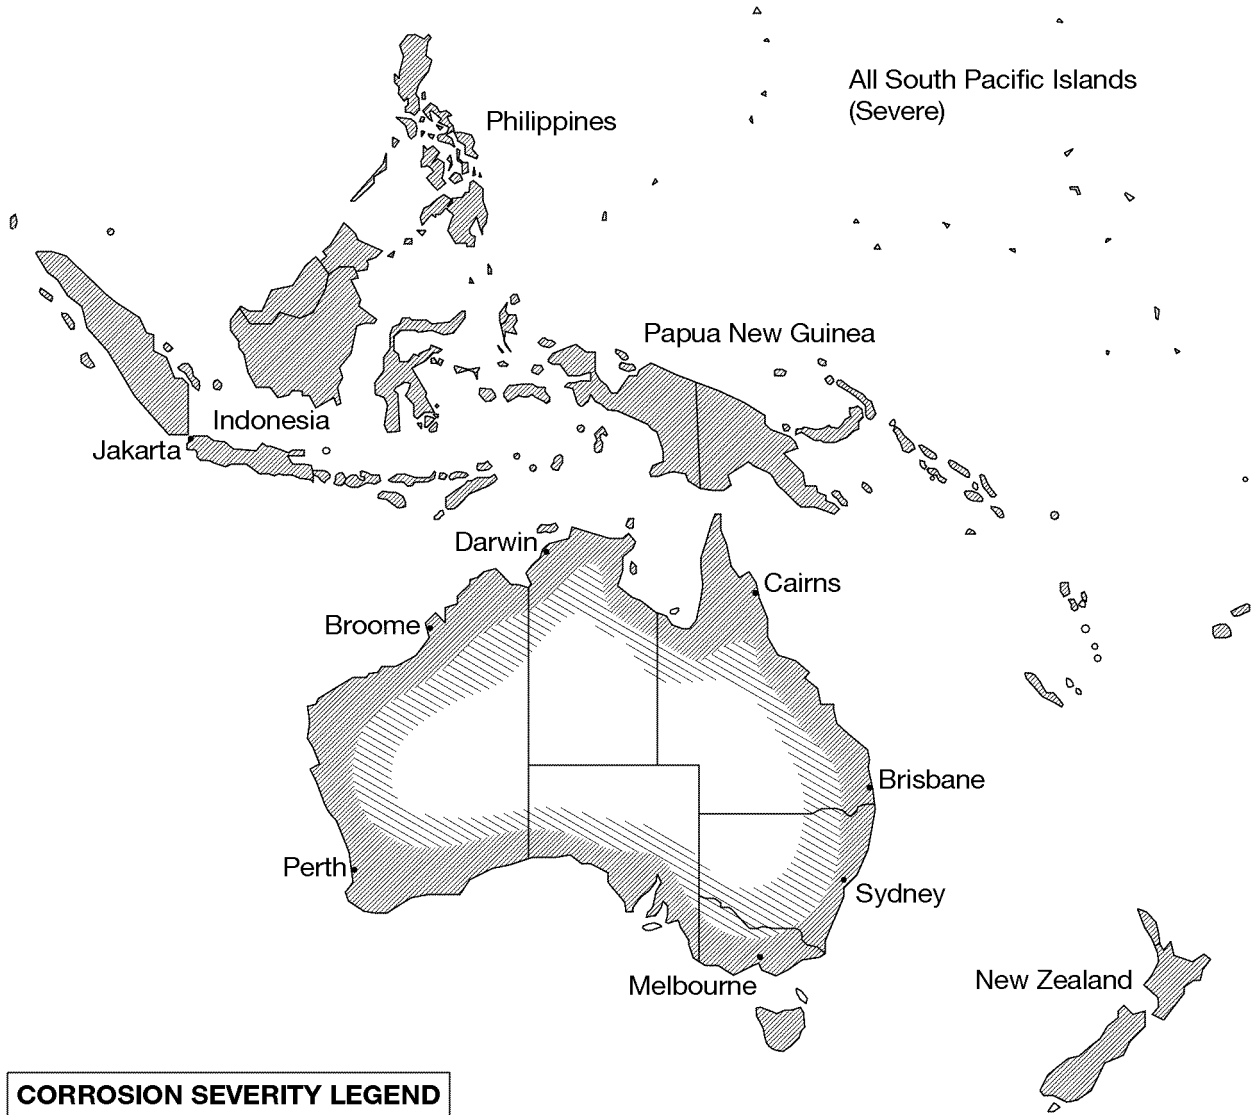 All South Pacific Islands
(Severe)
Philippines
Papua New Guinea
Indonesia
Jakarta
Darwin
Cairns
Broome
Brisbane
Perth
Sydney
New Zealand
Melbourne
CORROSION SEVERITY LEGEND